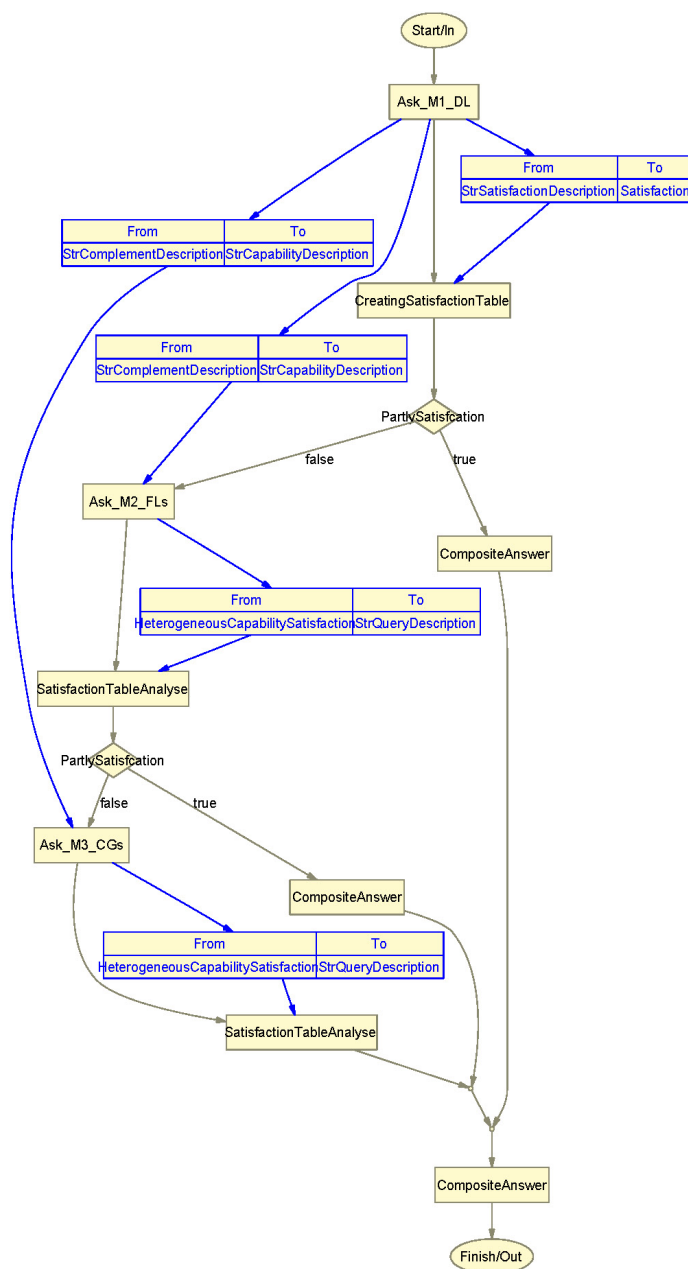 Start/In
Ask_M1_DL
From To
StrSatisfactionDescription Satisfaction
From To
StrComplementDescription StrCapabilityDescription
CreatingSatisfactionTable
From To
StrComplementDescription StrCapabilityDescription
PartlySatisfcation
false true
Ask_M2_FLs
CompositeAnswer
From To
HeterogeneousCapabilitySatisfaction StrQueryDescription
SatisfactionTableAnalyse
PartlySatisfcation
false true
Ask_M3_CGs
CompositeAnswer
From To
HeterogeneousCapabilitySatisfaction StrQueryDescription
SatisfactionTableAnalyse
CompositeAnswer
Finish/Out